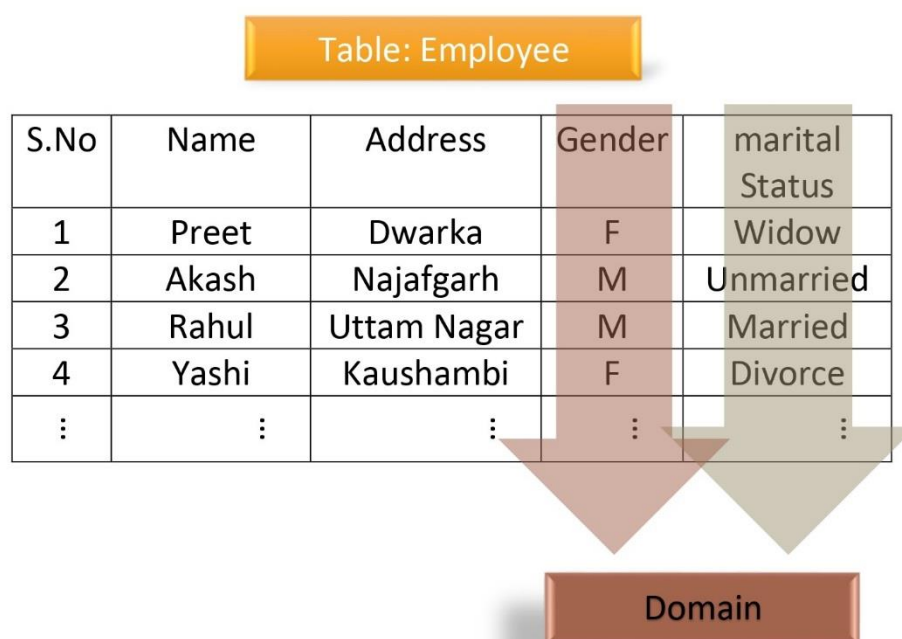 Table: Employee
S.No Name Address Gender marital
Status
1 Preet Dwarka F Widow
2 Akash Najafgarh M Unmarried
3 Rahul Uttam Nagar M Married
4 Yashi Kaushambi F Divorce
⋮ ⋮ ⋮ ⋮ ⋮
Domain